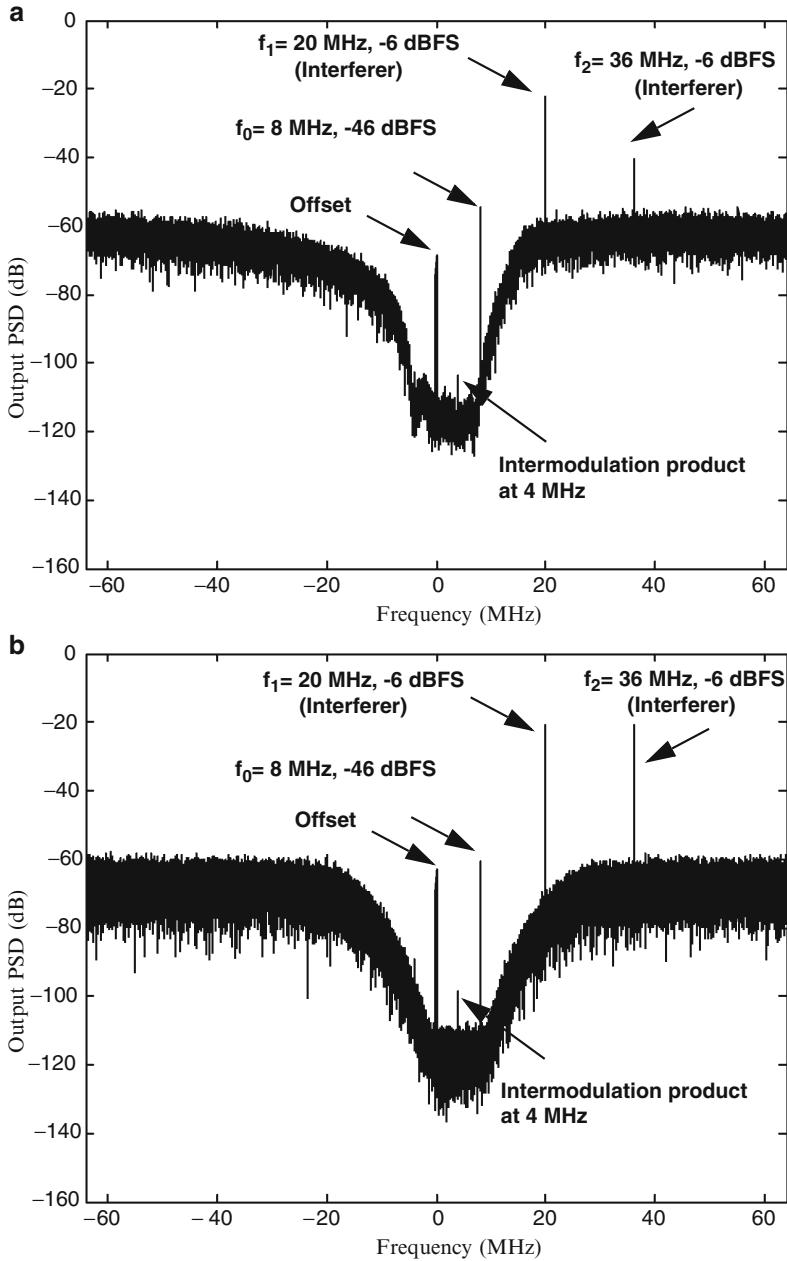 a
0
−20
−40
−60
−80
−100
−120
−140
−160
Output PSD (dB)
f1= 20 MHz, -6 dBFS
(Interferer)
f2= 36 MHz, -6 dBFS
(Interferer)
f0= 8 MHz, -46 dBFS
Offset
Intermodulation product
at 4 MHz
−60 −40 −20 0 20 40 60
Frequency (MHz)
b
0
−20
−40
−60
−80
−100
−120
−140
−160
Output PSD (dB)
f1= 20 MHz, -6 dBFS
(Interferer)
f2= 36 MHz, -6 dBFS
(Interferer)
f0= 8 MHz, -46 dBFS
Offset
Intermodulation product
at 4 MHz
−60 −40 −20 0 20 40 60
Frequency (MHz)